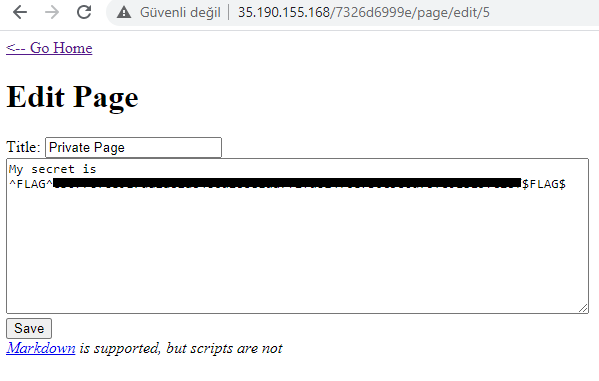 Güvenli değil
35.190.155.168/7326d6999e/page/edit/5
<-- Go Home
Edit Page
Title: Private Page
My secret is
^FLAG^ $FLAG$
Save
Markdown is supported, but scripts are not